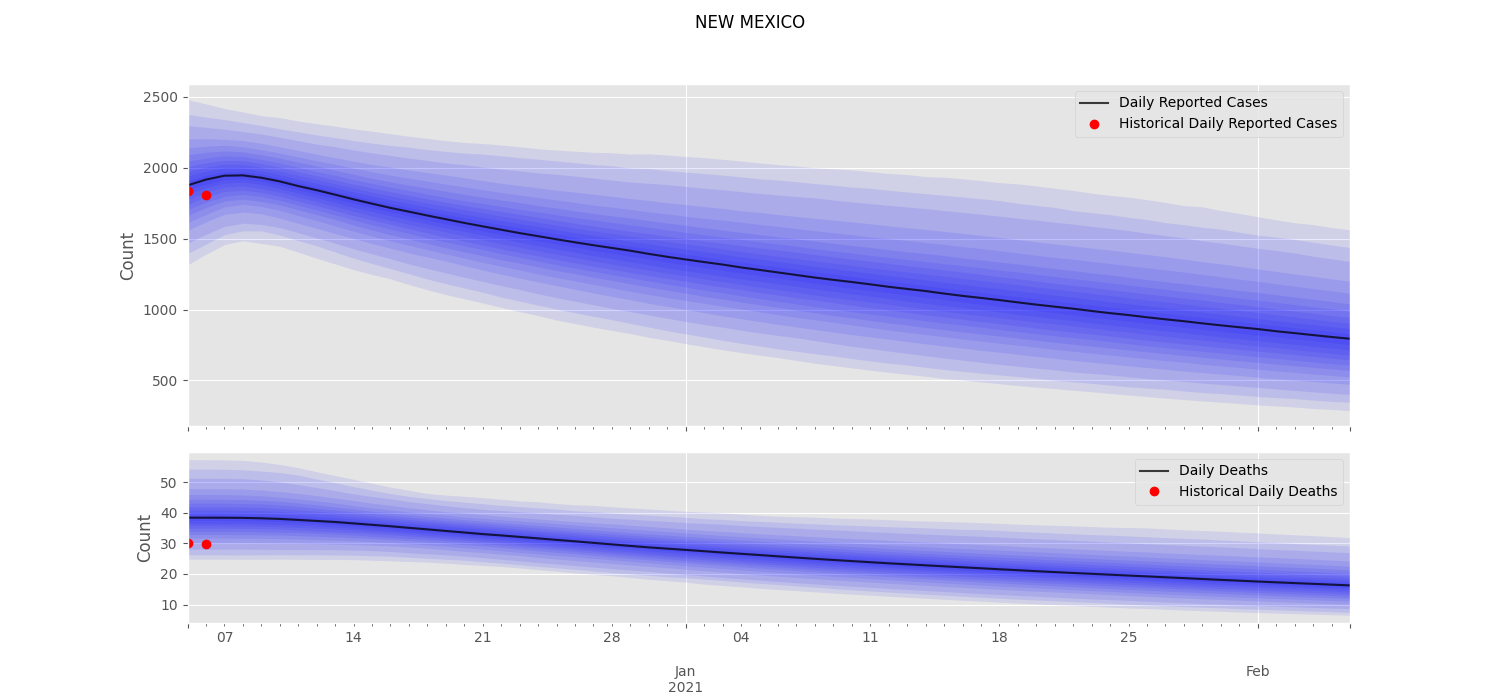 NEW MEXICO
2500
2000
1500
1000
500
Count
Daily Reported Cases
Historical Daily Reported Cases
50
40
30
20
10
Count
Daily Deaths
Historical Daily Deaths
07 14 21 28 04 11 18 25
Jan Feb
2021